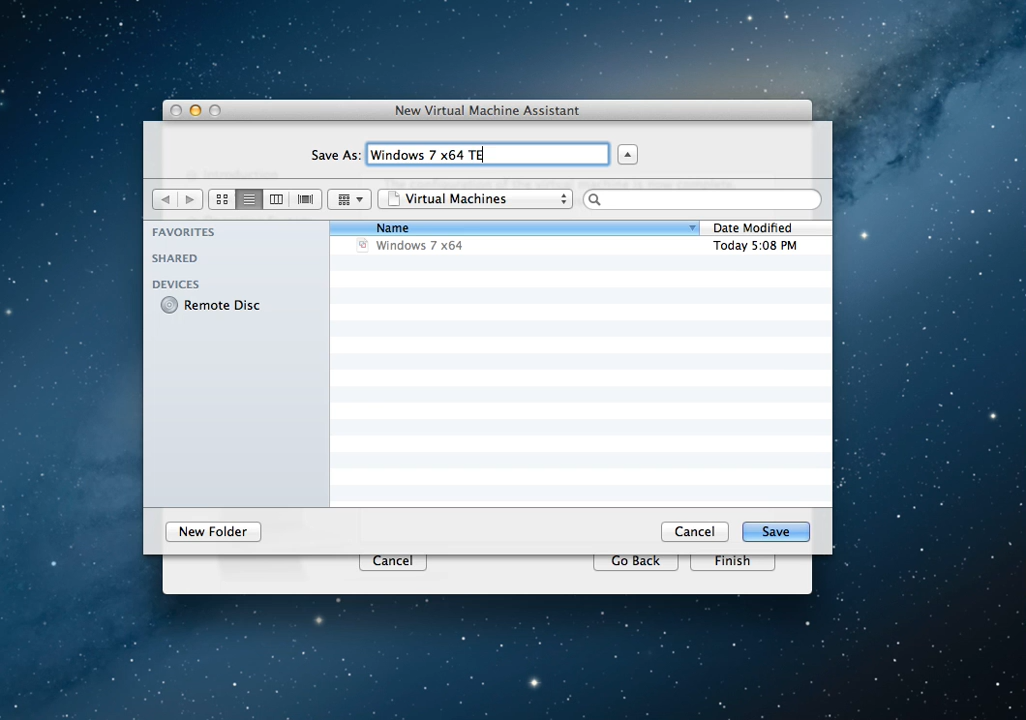 New Virtual Machine Assistant
Save As: Windows 7 x64 TE
Virtual Machines
FAVORITES
SHARED
DEVICES
Remote Disc
Name Date Modified
Windows 7 x64 Today 5:08 PM
New Folder Cancel Save
Cancel Go Back Finish